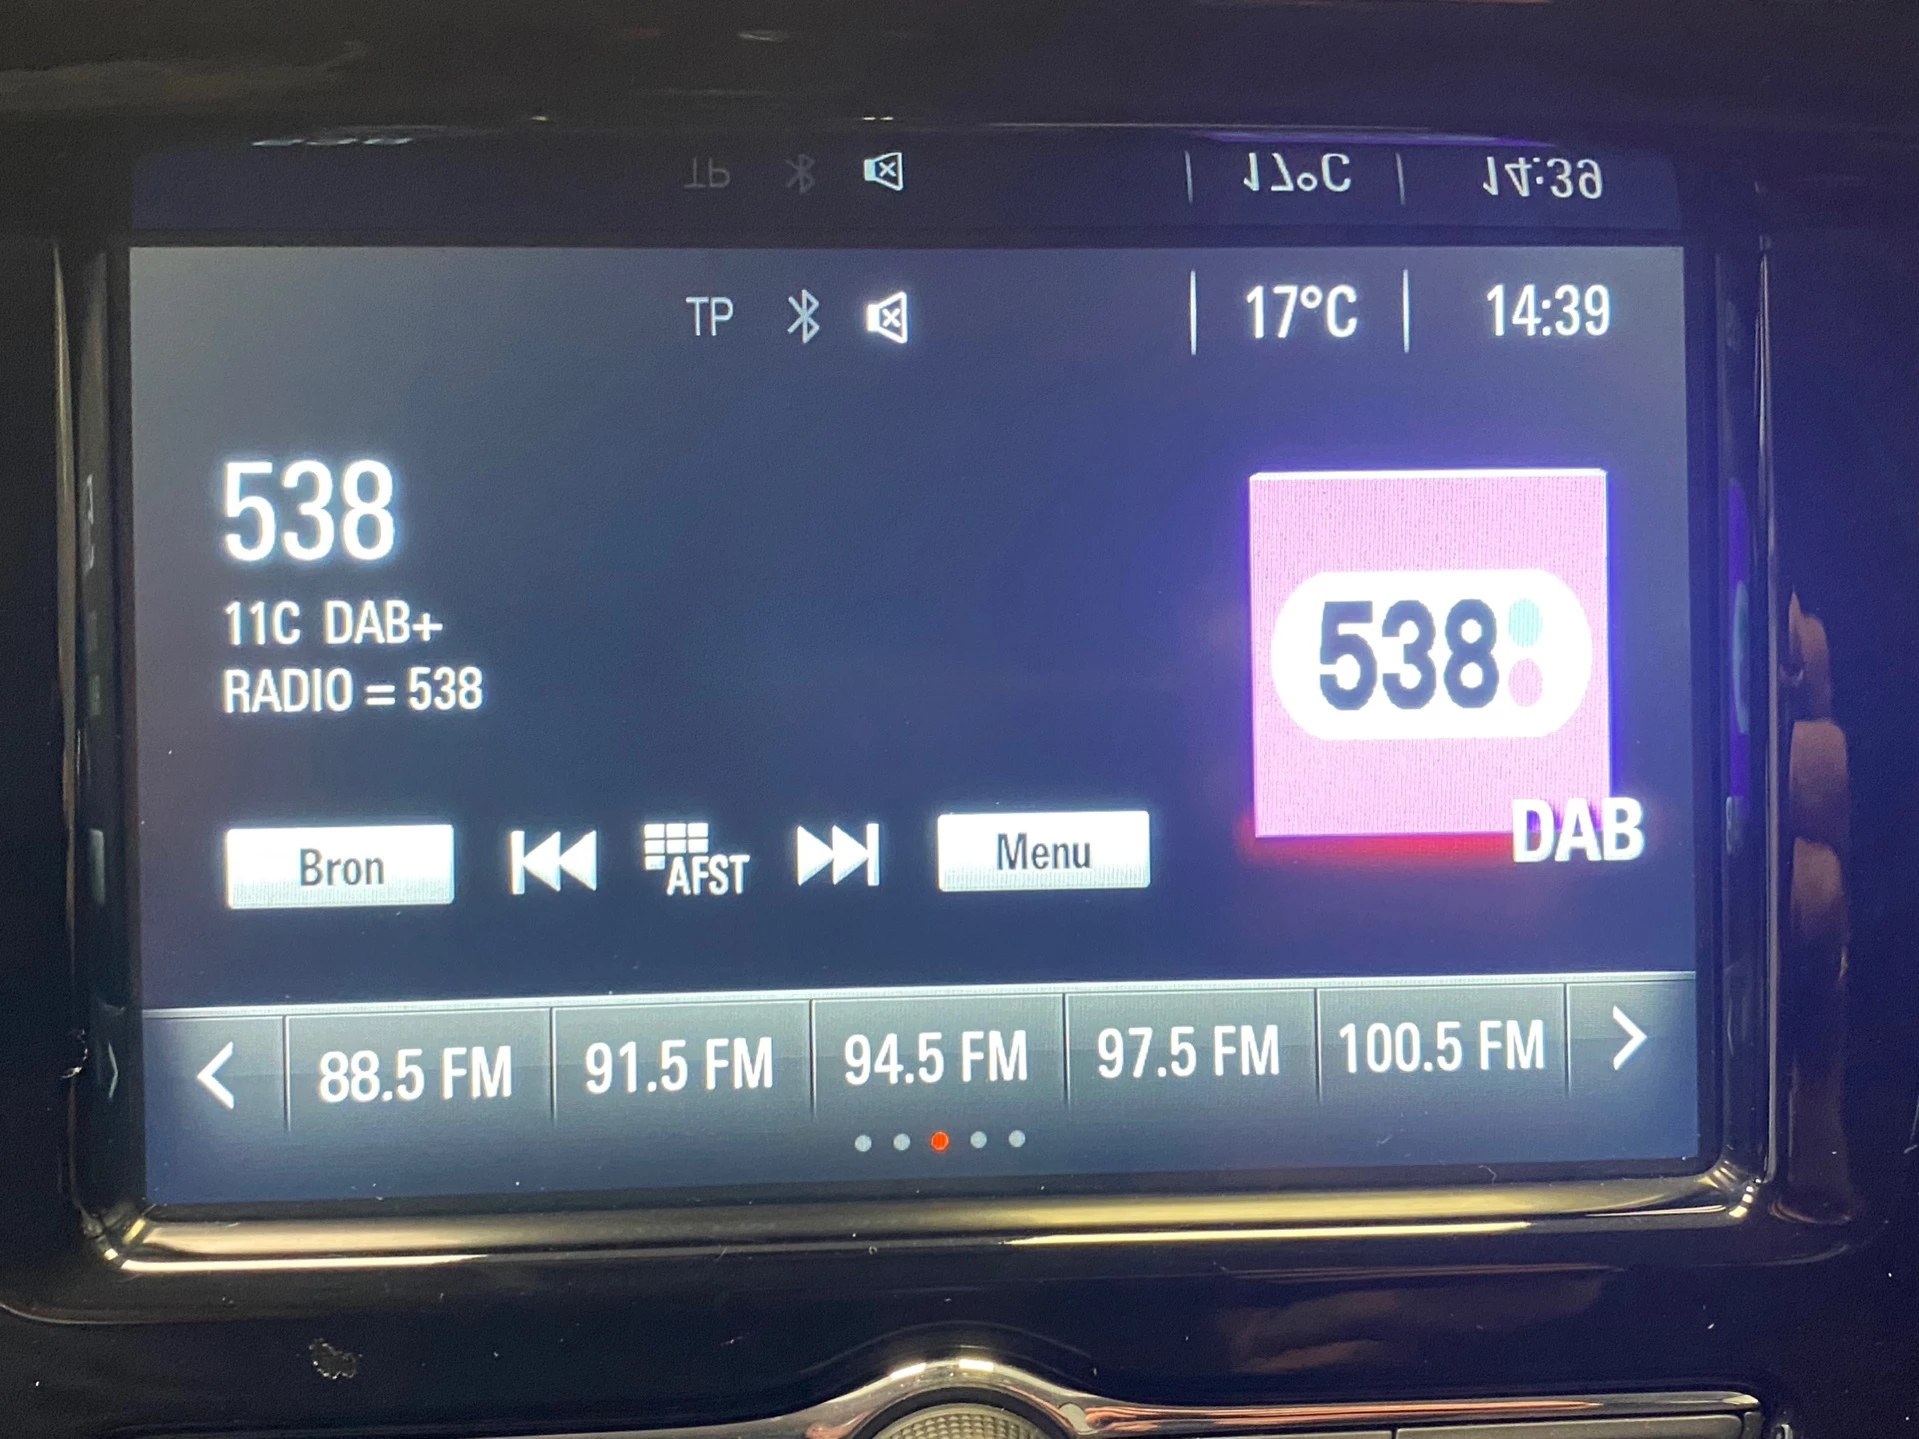 TP 17°C 14:39
538
11C DAB+
RADIO = 538
538
DAB
Bron AFST Menu
88.5 FM 91.5 FM 94.5 FM 97.5 FM 100.5 FM